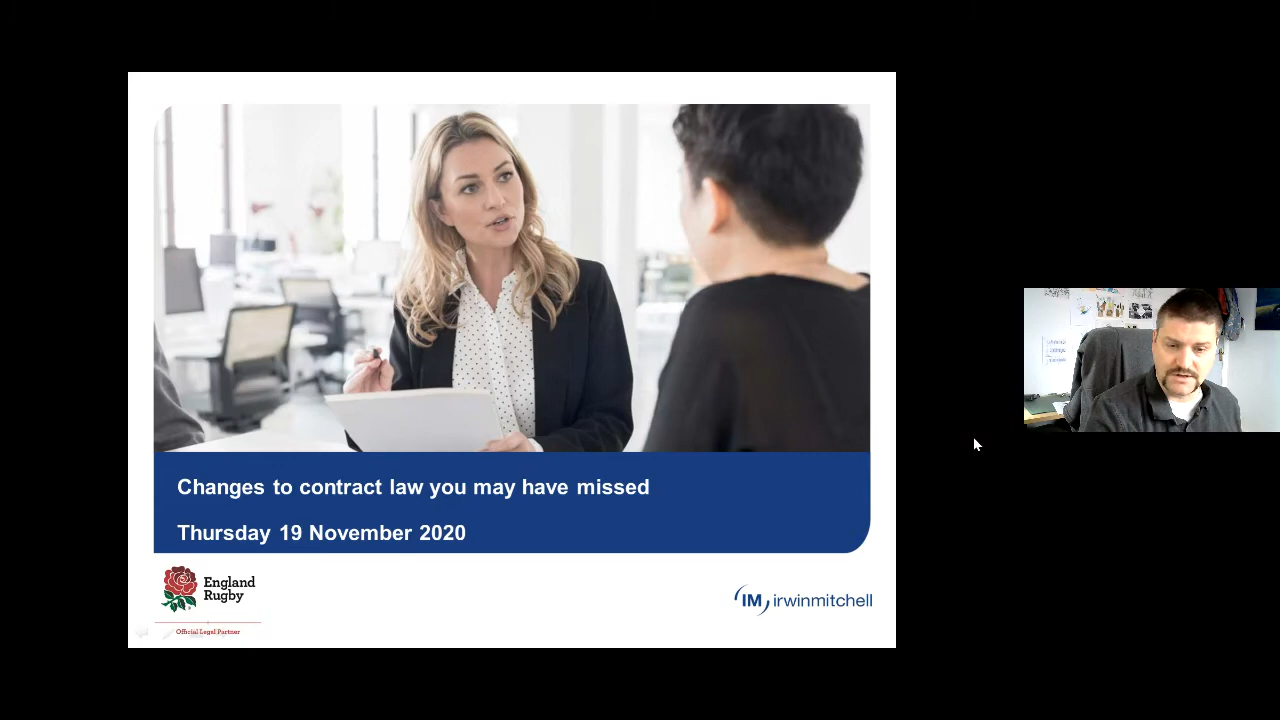 Changes to contract law you may have missed
Thursday 19 November 2020
England
Rugby
Official Legal Partner
IM irwinmitchell